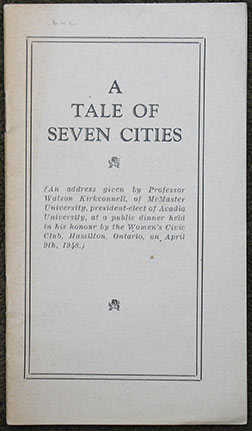 A
TALE OF
SEVEN CITIES
(An address given by Professor
Watson Kirkconnell, of McMaster
University, president-elect of Acadia
University, at a public dinner held
in his honour by the Women's Civic
Club, Hamilton, Ontario, on April
9th, 1948.)